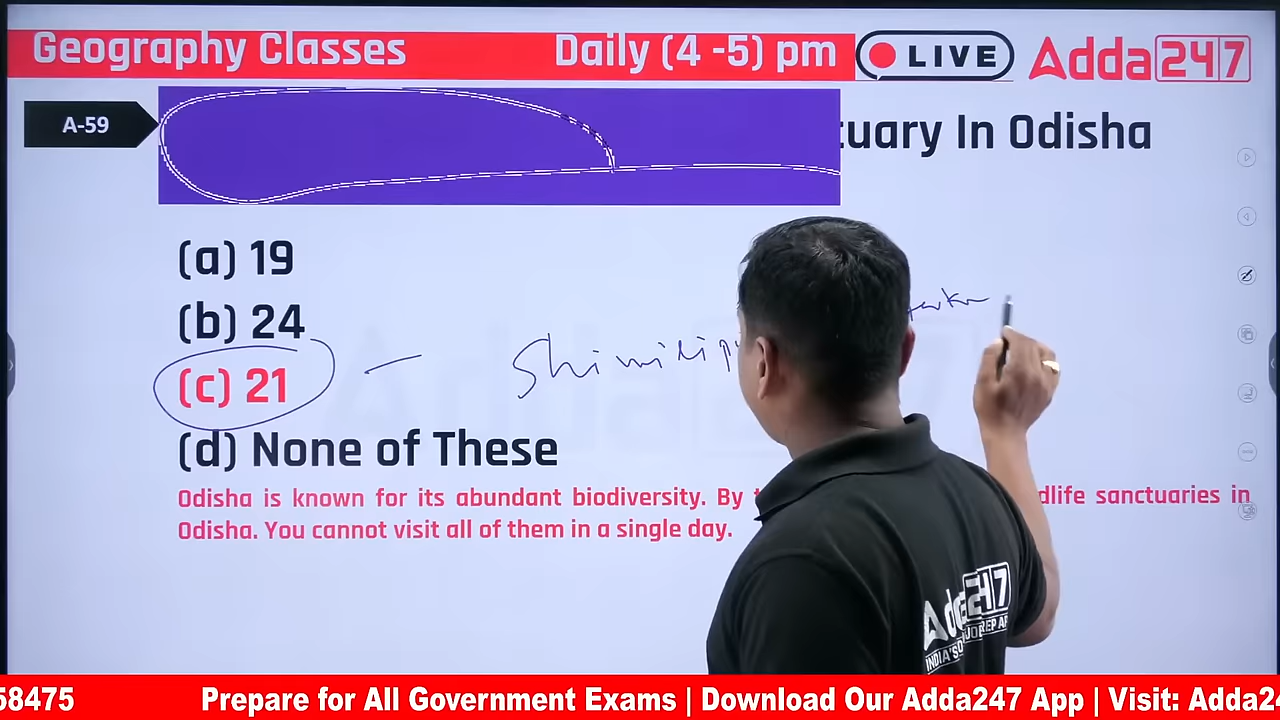 Geography Classes Daily (4 -5) pm LIVE Adda247
A-59
tuary In Odisha
(a) 19
(b) 24
(c) 21
(d) None of These
Shimilip
Odisha is known for its abundant biodiversity. By dlife sanctuaries in
Odisha. You cannot visit all of them in a single day.
Adda247
58475 Prepare for All Government Exams | Download Our Adda247 App | Visit: Adda2